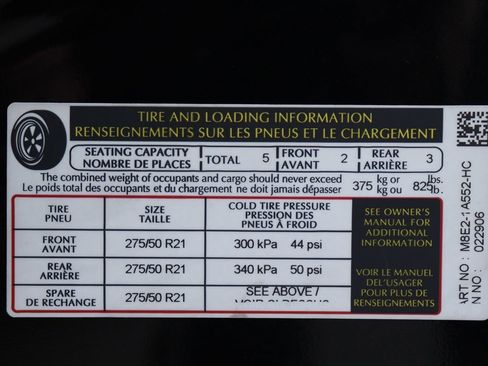 TIRE AND LOADING INFORMATION
RENSEIGNEMENTS SUR LES PNEUS ET LE CHARGEMENT
SEATING CAPACITY
NOMBRE DE PLACES
TOTAL 5
FRONT
AVANT 2
REAR
ARRIÈRE 3
The combined weight of occupants and cargo should never exceed
Le poids total des occupants et du chargement ne doit jamais dépasser
375 kg or
kg ou
825 lbs.
lb.
TIRE
PNEU
SIZE
TAILLE
COLD TIRE PRESSURE
PRESSION DES
PNEUS À FROID
FRONT
AVANT
275/50 R21
300 kPa 44 psi
REAR
ARRIÈRE
275/50 R21
340 kPa 50 psi
SPARE
DE RECHANGE
275/50 R21
SEE ABOVE /
SEE OWNER'S
MANUAL FOR
ADDITIONAL
INFORMATION
VOIR LE MANUEL
DEL'USAGER
POUR PLUS DE
RENSEIGNEMENTS
ART NO : M8E2-1A552-HC
N NO : 022906